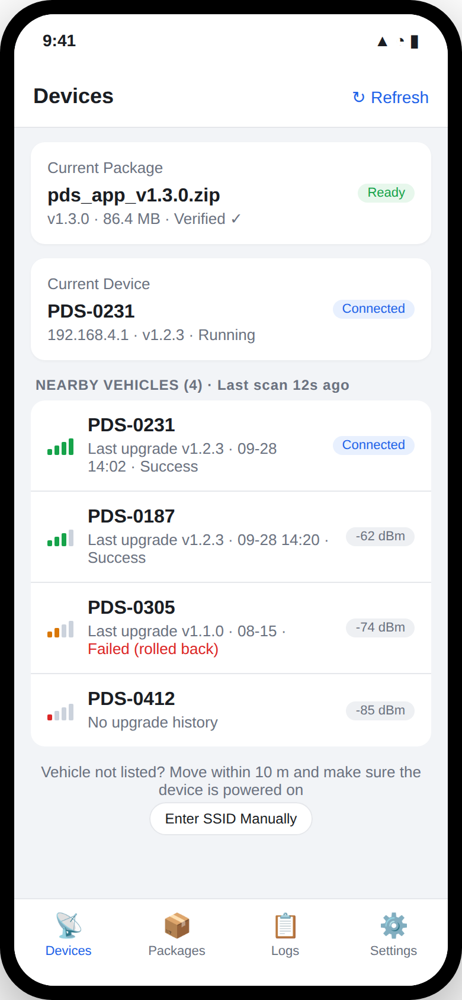 9:41
Devices
↻ Refresh
Current Package
pds_app_v1.3.0.zip
Ready
v1.3.0 · 86.4 MB · Verified ✓
Current Device
PDS-0231
Connected
192.168.4.1 · v1.2.3 · Running
NEARBY VEHICLES (4) · Last scan 12s ago
PDS-0231
Last upgrade v1.2.3 · 09-28
14:02 · Success
Connected
PDS-0187
Last upgrade v1.2.3 · 09-28 14:20 ·
Success
-62 dBm
PDS-0305
Last upgrade v1.1.0 · 08-15 ·
Failed (rolled back)
-74 dBm
PDS-0412
No upgrade history
-85 dBm
Vehicle not listed? Move within 10 m and make sure the
device is powered on
Enter SSID Manually
Devices
Packages
Logs
Settings